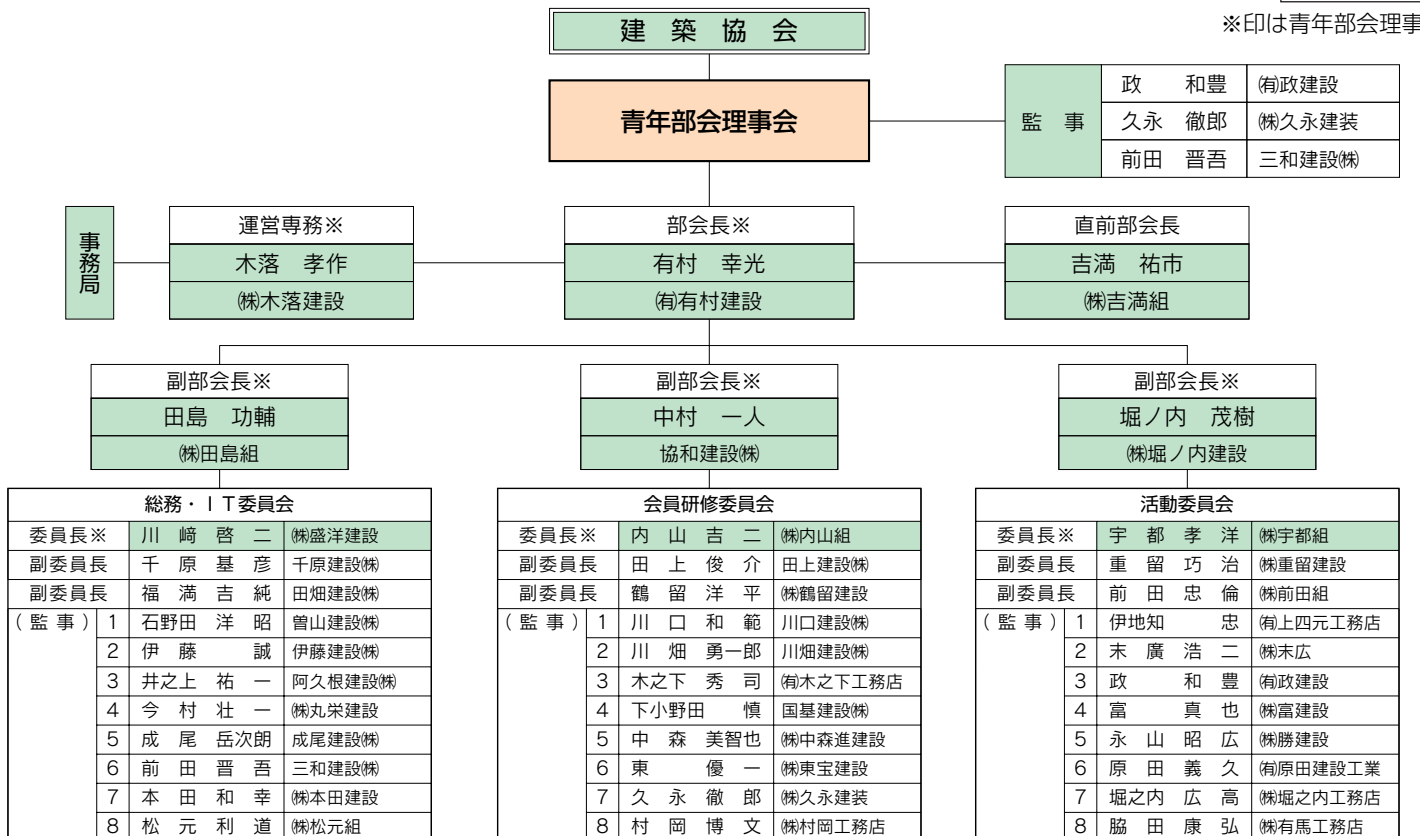 ※印は青年部会理事
建築協会
青年部会理事会
監事
政 和豊 ㈲政建設
久永 徹郎 ㈱久永建装
前田 晋吾 三和建設㈱
事務局
運営専務※
木落 孝作
㈱木落建設
部会長※
有村 幸光
㈲有村建設
直前部会長
吉満 祐市
㈱吉満組
副部会長※
田島 功輔
㈱田島組
副部会長※
中村 一人
協和建設㈱
副部会長※
堀ノ内 茂樹
㈱堀ノ内建設
総務・IT委員会
委員長※ 川﨑啓二 ㈱盛洋建設
副委員長 千原基彦 千原建設㈱
副委員長 福満吉純 田畑建設㈱
(監事) 1 石野田洋昭 曽山建設㈱
2 伊藤誠 伊藤建設㈱
3 井之上祐一 阿久根建設㈱
4 今村壮一 ㈱丸栄建設
5 成尾岳次朗 成尾建設㈱
6 前田晋吾 三和建設㈱
7 本田和幸 ㈱本田建設
8 松元利道 ㈱松元組
会員研修委員会
委員長※ 内山吉二 ㈱内山組
副委員長 田上俊介 田上建設㈱
副委員長 鶴留洋平 ㈱鶴留建設
(監事) 1 川口和範 川口建設㈱
2 川畑勇一郎 川畑建設㈱
3 木之下秀司 ㈲木之下工務店
4 下小野田慎 国基建設㈱
5 中森美智也 ㈱中森進建設
6 東優一 ㈱東宝建設
7 久永徹郎 ㈱久永建装
8 村岡博文 ㈱村岡工務店
活動委員会
委員長※ 宇都孝洋 ㈱宇都組
副委員長 重留巧治 ㈱重留建設
副委員長 前田忠倫 ㈱前田組
(監事) 1 伊地知忠 ㈲上四元工務店
2 末廣浩二 ㈱末広
3 政和豊 ㈲政建設
4 富真也 ㈱富建設
5 永山昭広 ㈱勝建設
6 原田義久 ㈲原田建設工業
7 堀之内広高 ㈱堀之内工務店
8 脇田康弘 ㈱有馬工務店